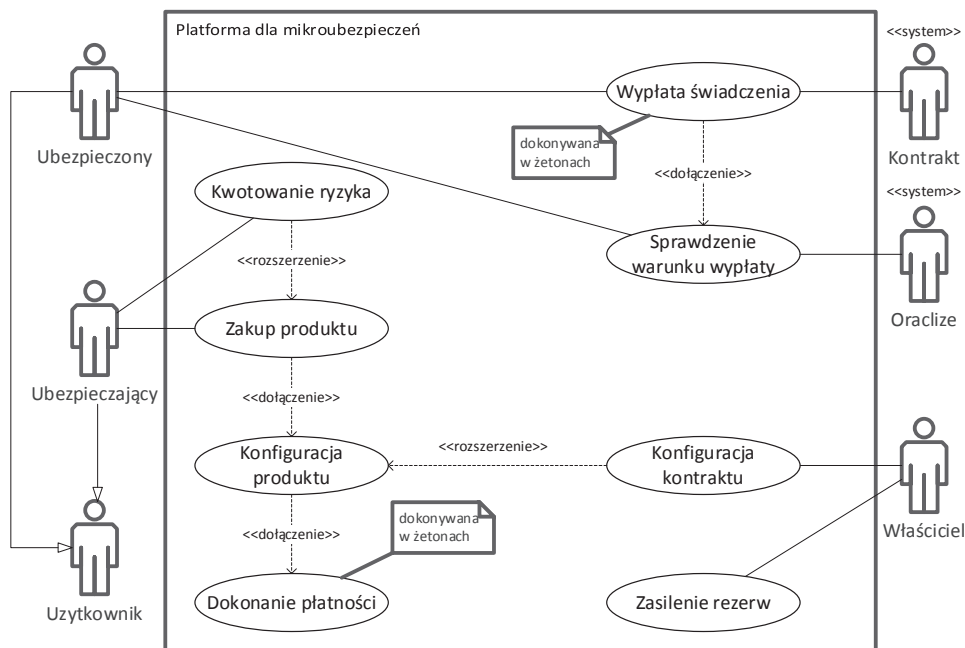 Platforma dla mikroubezpieczeń
<<system>>
Ubezpieczony
Wypłata świadczenia
Kontrakt
dokonywana
w żetonach
<<dołączenie>>
<<system>>
Kwotowanie ryzyka
<<rozszerzenie>>
Sprawdzenie
warunku wypłaty
Oraclize
Zakup produktu
Ubezpieczający
<<dołączenie>>
Konfiguracja
produktu
<<rozszerzenie>>
Konfiguracja
kontraktu
Właściciel
dokonywana
w żetonach
<<dołączenie>>
Uzytkownik
Dokonanie płatności
Zasilenie rezerw